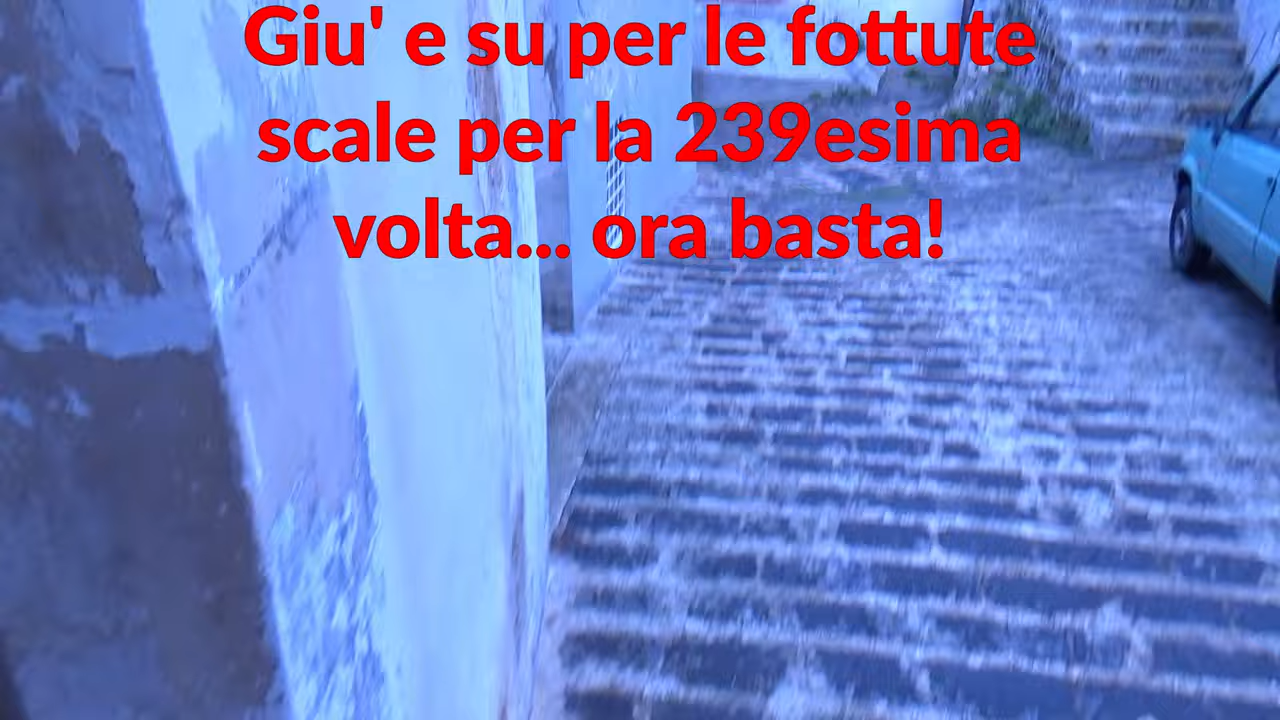 Giu' e su per le fottute
scale per la 239esima
volta... ora basta!